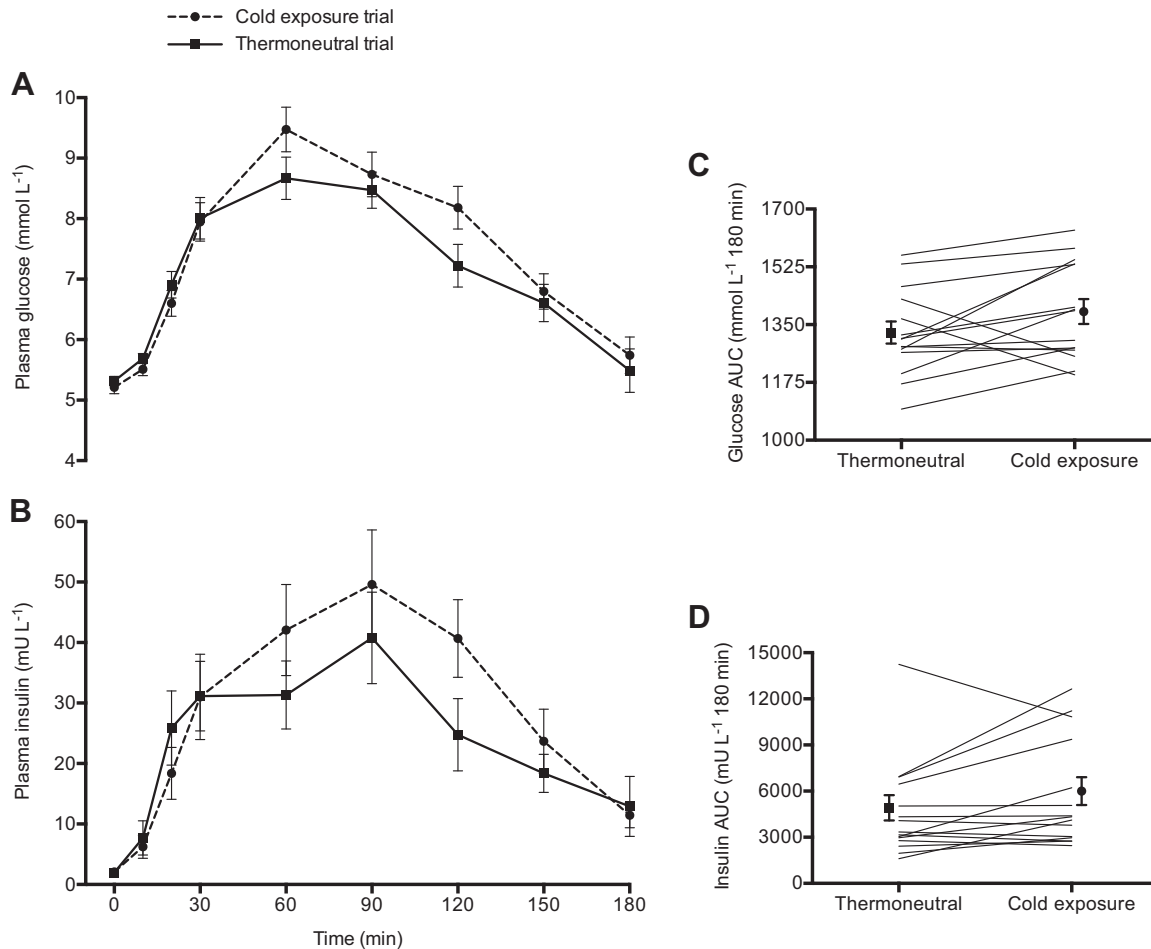 Cold exposure trial
Thermoneutral trial
A
10
9
8
7
6
5
4
Plasma glucose (mmol L⁻¹)
B
60
50
40
30
20
10
0
Plasma insulin (mU L⁻¹)
0 30 60 90 120 150 180
Time (min)
C
1700
1525
1350
1175
1000
Glucose AUC (mmol L⁻¹ 180 min)
Thermoneutral Cold exposure
D
15000
12000
9000
6000
3000
0
Insulin AUC (mU L⁻¹ 180 min)
Thermoneutral Cold exposure